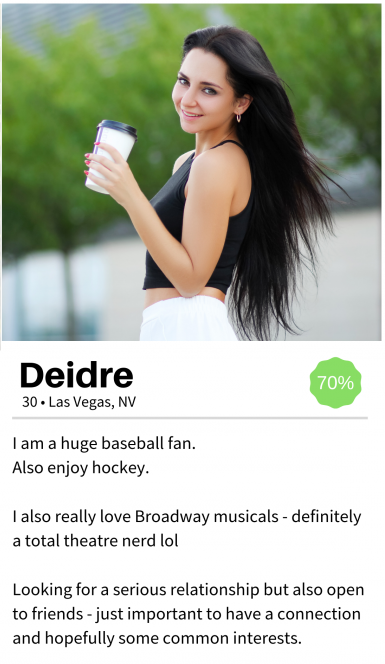 Deidre
30 • Las Vegas, NV
70%
I am a huge baseball fan.
Also enjoy hockey.
I also really love Broadway musicals - definitely
a total theatre nerd lol
Looking for a serious relationship but also open
to friends - just important to have a connection
and hopefully some common interests.